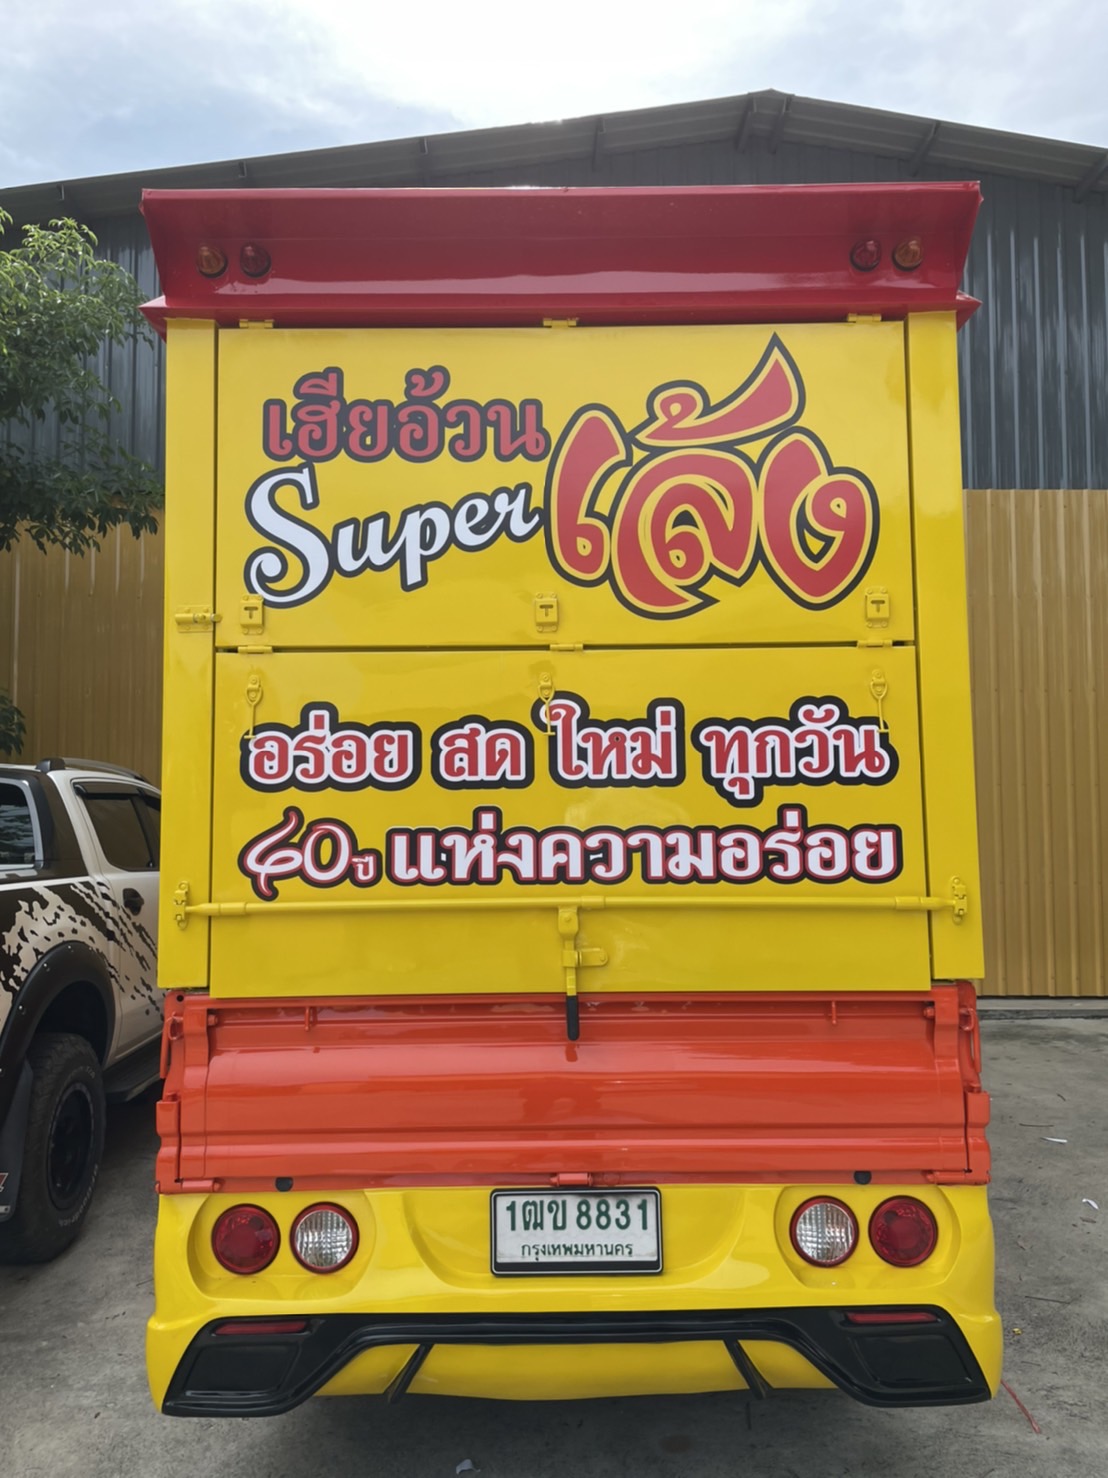 เฮียอ้วน
Super เล้ง
อร่อย สด ใหม่ ทุกวัน
40ปี แห่งความอร่อย
1ฒข 8831
กรุงเทพมหานคร